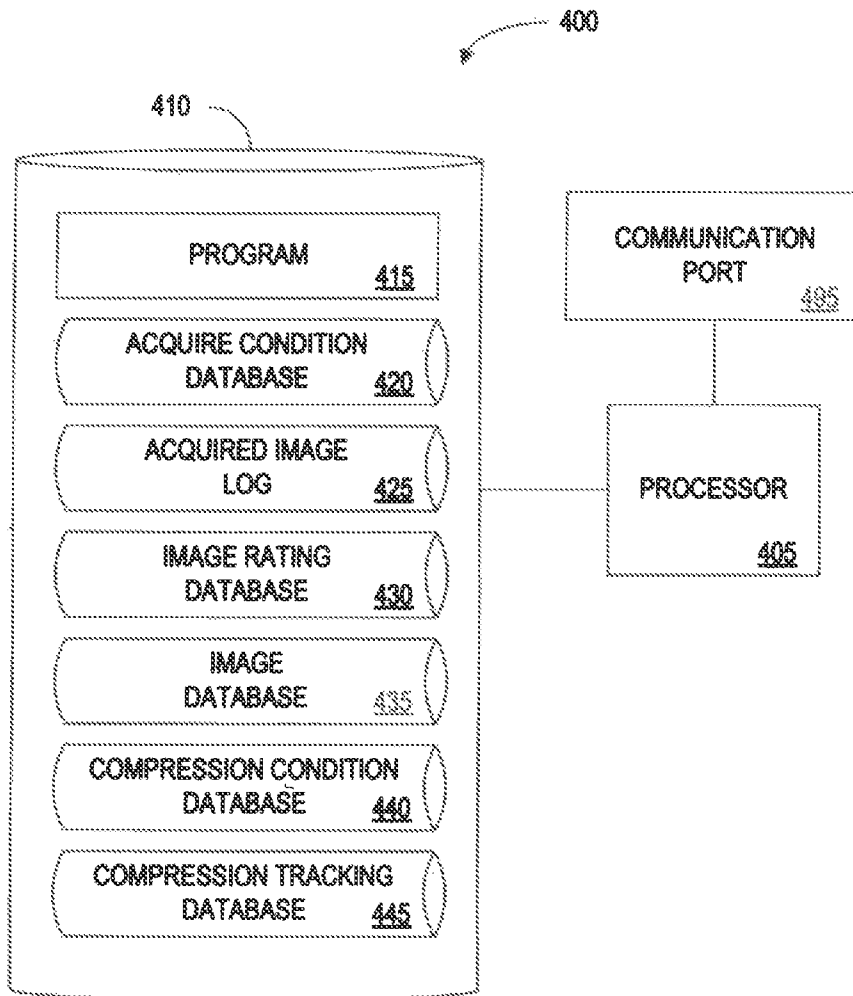 400
410
PROGRAM
415
ACQUIRE CONDITION
DATABASE
420
ACQUIRED IMAGE
LOG
425
IMAGE RATING
DATABASE
430
IMAGE
DATABASE
435
COMPRESSION CONDITION
DATABASE
440
COMPRESSION TRACKING
DATABASE
445
COMMUNICATION
PORT
495
PROCESSOR
405